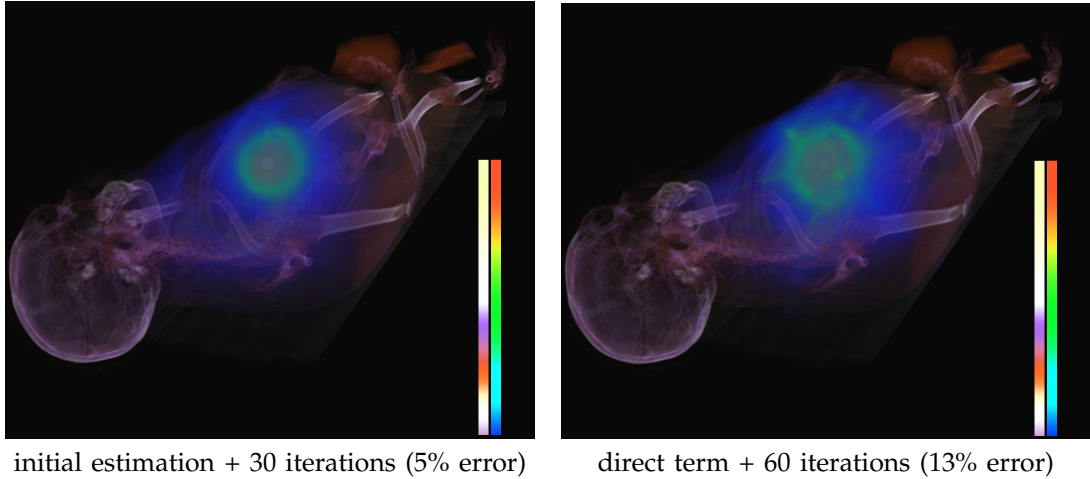 initial estimation + 30 iterations (5% error)
direct term + 60 iterations (13% error)